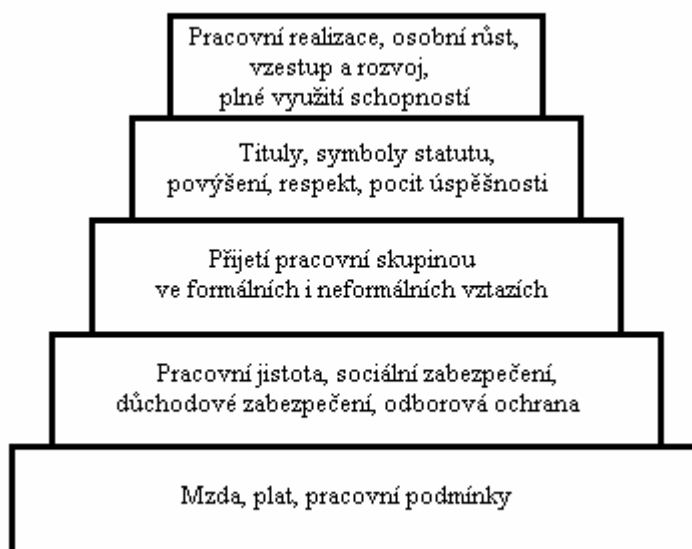 Pracovní realizace, osobní růst,
vzestup a rozvoj,
plné využití schopností
Tituly, symboly statutu,
povýšení, respekt, pocit úspěšnosti
Přijetí pracovní skupinou
ve formálních i neformálních vztazích
Pracovní jistota, sociální zabezpečení,
důchodové zabezpečení, odborová ochrana
Mzda, plat, pracovní podmínky